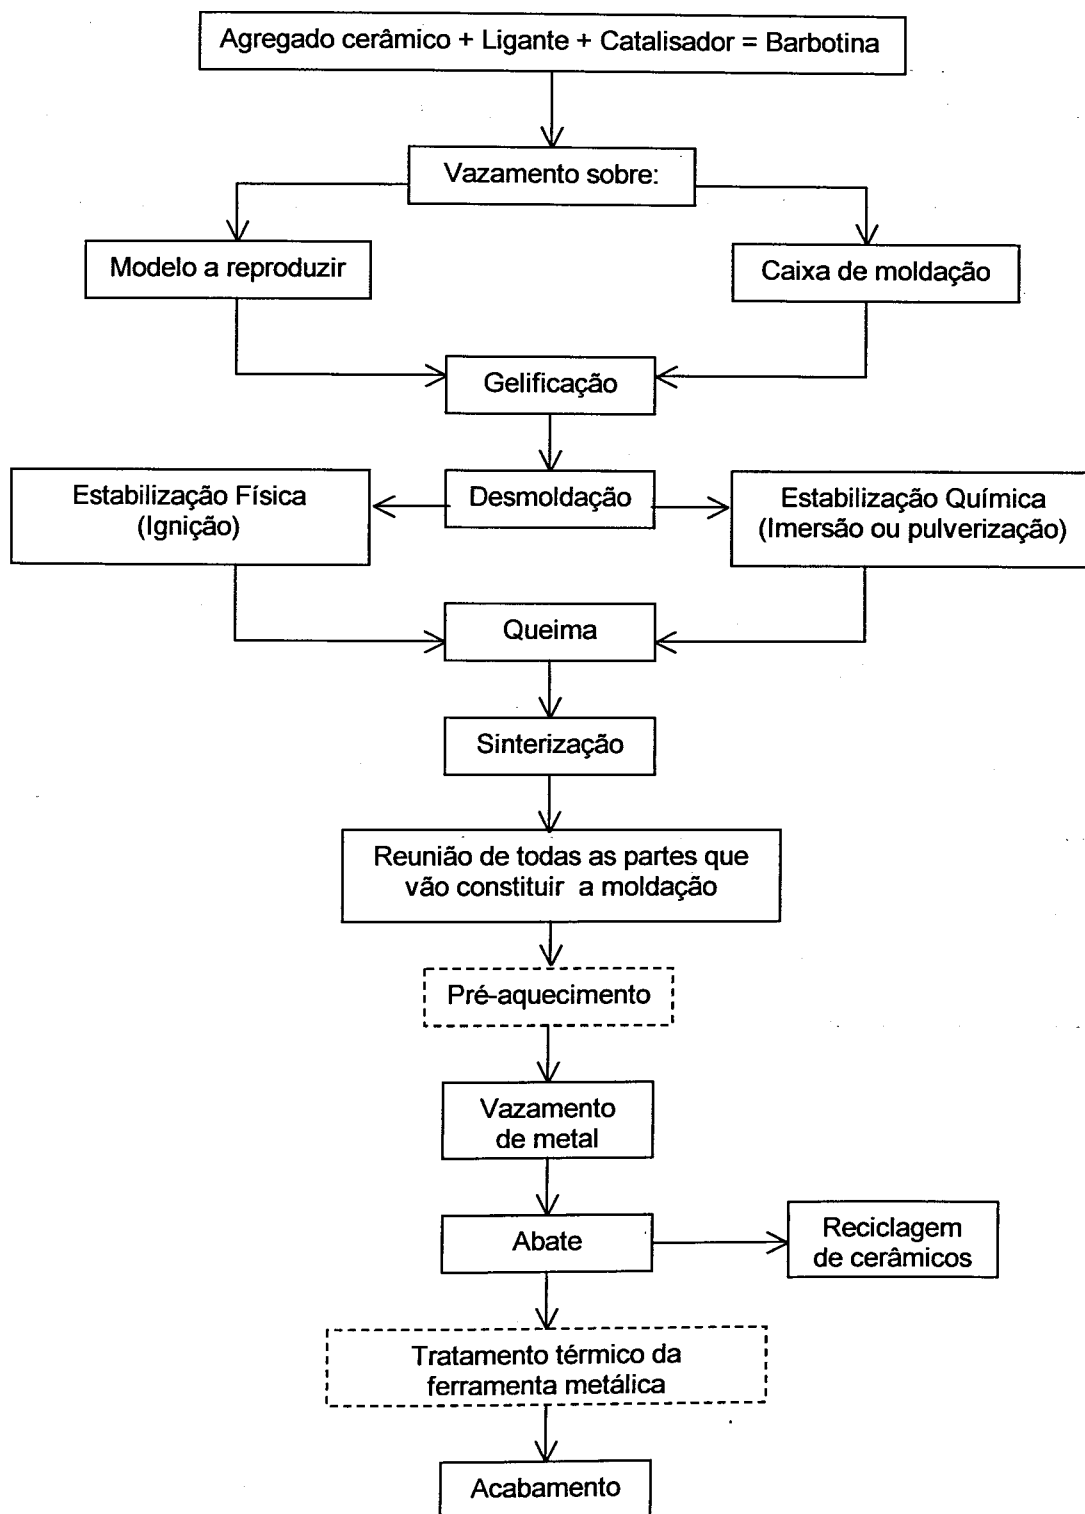 Agregado cerâmico + Ligante + Catalisador = Barbotina
Vazamento sobre:
Modelo a reproduzir
Caixa de moldação
Gelificação
Estabilização Física
(Ignição)
Desmoldação
Estabilização Química
(Imersão ou pulverização)
Queima
Sinterização
Reunião de todas as partes que
vão constituir a moldação
Pré-aquecimento
Vazamento
de metal
Abate
Reciclagem
de cerâmicos
Tratamento térmico da
ferramenta metálica
Acabamento